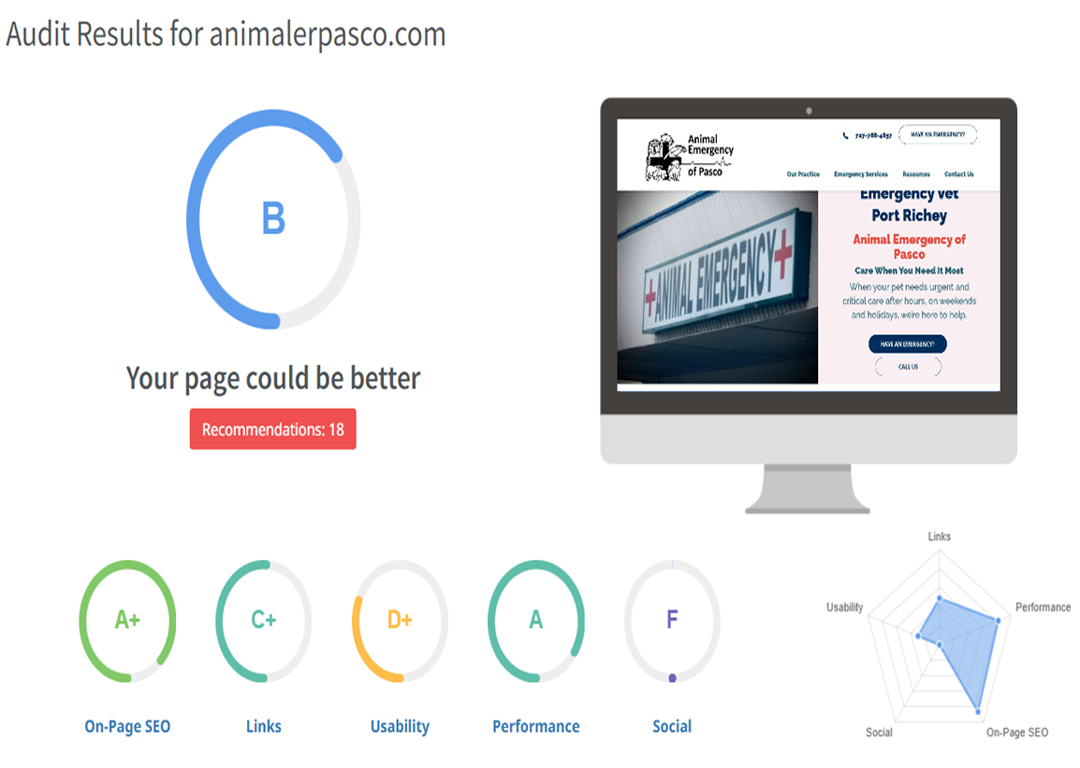 Audit Results for animalerpasco.com
B
Your page could be better
Recommendations: 18
Animal
Emergency
of Pasco
727-788-4857
HAVE AN EMERGENCY?
Our Practice
Emergency Services
Resources
Contact Us
ANIMAL EMERGENCY
Emergency Vet
Port Richey
Animal Emergency of
Pasco
Care When You Need It Most
When your pet needs urgent and
critical care after hours, on weekends
and holidays, we're here to help.
HAVE AN EMERGENCY?
CALL US
A+
C+
D+
A
F
On-Page SEO
Links
Usability
Performance
Social
Links
Usability
Performance
Social
On-Page SEO